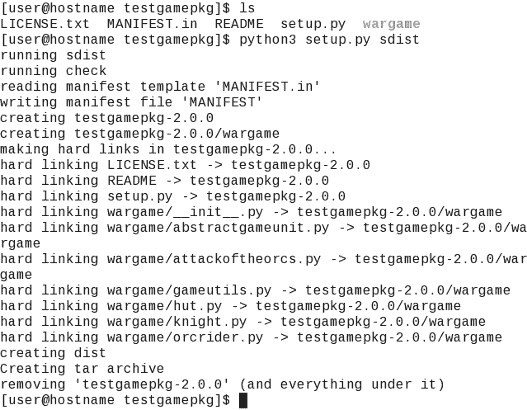 [user@hostname testgamepkg]$ ls
LICENSE.txt  MANIFEST.in  README  setup.py  wargame
[user@hostname testgamepkg]$ python3 setup.py sdist
running sdist
running check
reading manifest template 'MANIFEST.in'
writing manifest file 'MANIFEST'
creating testgamepkg-2.0.0
creating testgamepkg-2.0.0/wargame
making hard links in testgamepkg-2.0.0...
hard linking LICENSE.txt -> testgamepkg-2.0.0
hard linking README -> testgamepkg-2.0.0
hard linking setup.py -> testgamepkg-2.0.0
hard linking wargame/__init__.py -> testgamepkg-2.0.0/wargame
hard linking wargame/abstractgameunit.py -> testgamepkg-2.0.0/wa
rgame
hard linking wargame/attackoftheorcs.py -> testgamepkg-2.0.0/war
game
hard linking wargame/gameutils.py -> testgamepkg-2.0.0/wargame
hard linking wargame/hut.py -> testgamepkg-2.0.0/wargame
hard linking wargame/knight.py -> testgamepkg-2.0.0/wargame
hard linking wargame/orcrider.py -> testgamepkg-2.0.0/wargame
creating dist
Creating tar archive
removing 'testgamepkg-2.0.0' (and everything under it)
[user@hostname testgamepkg]$